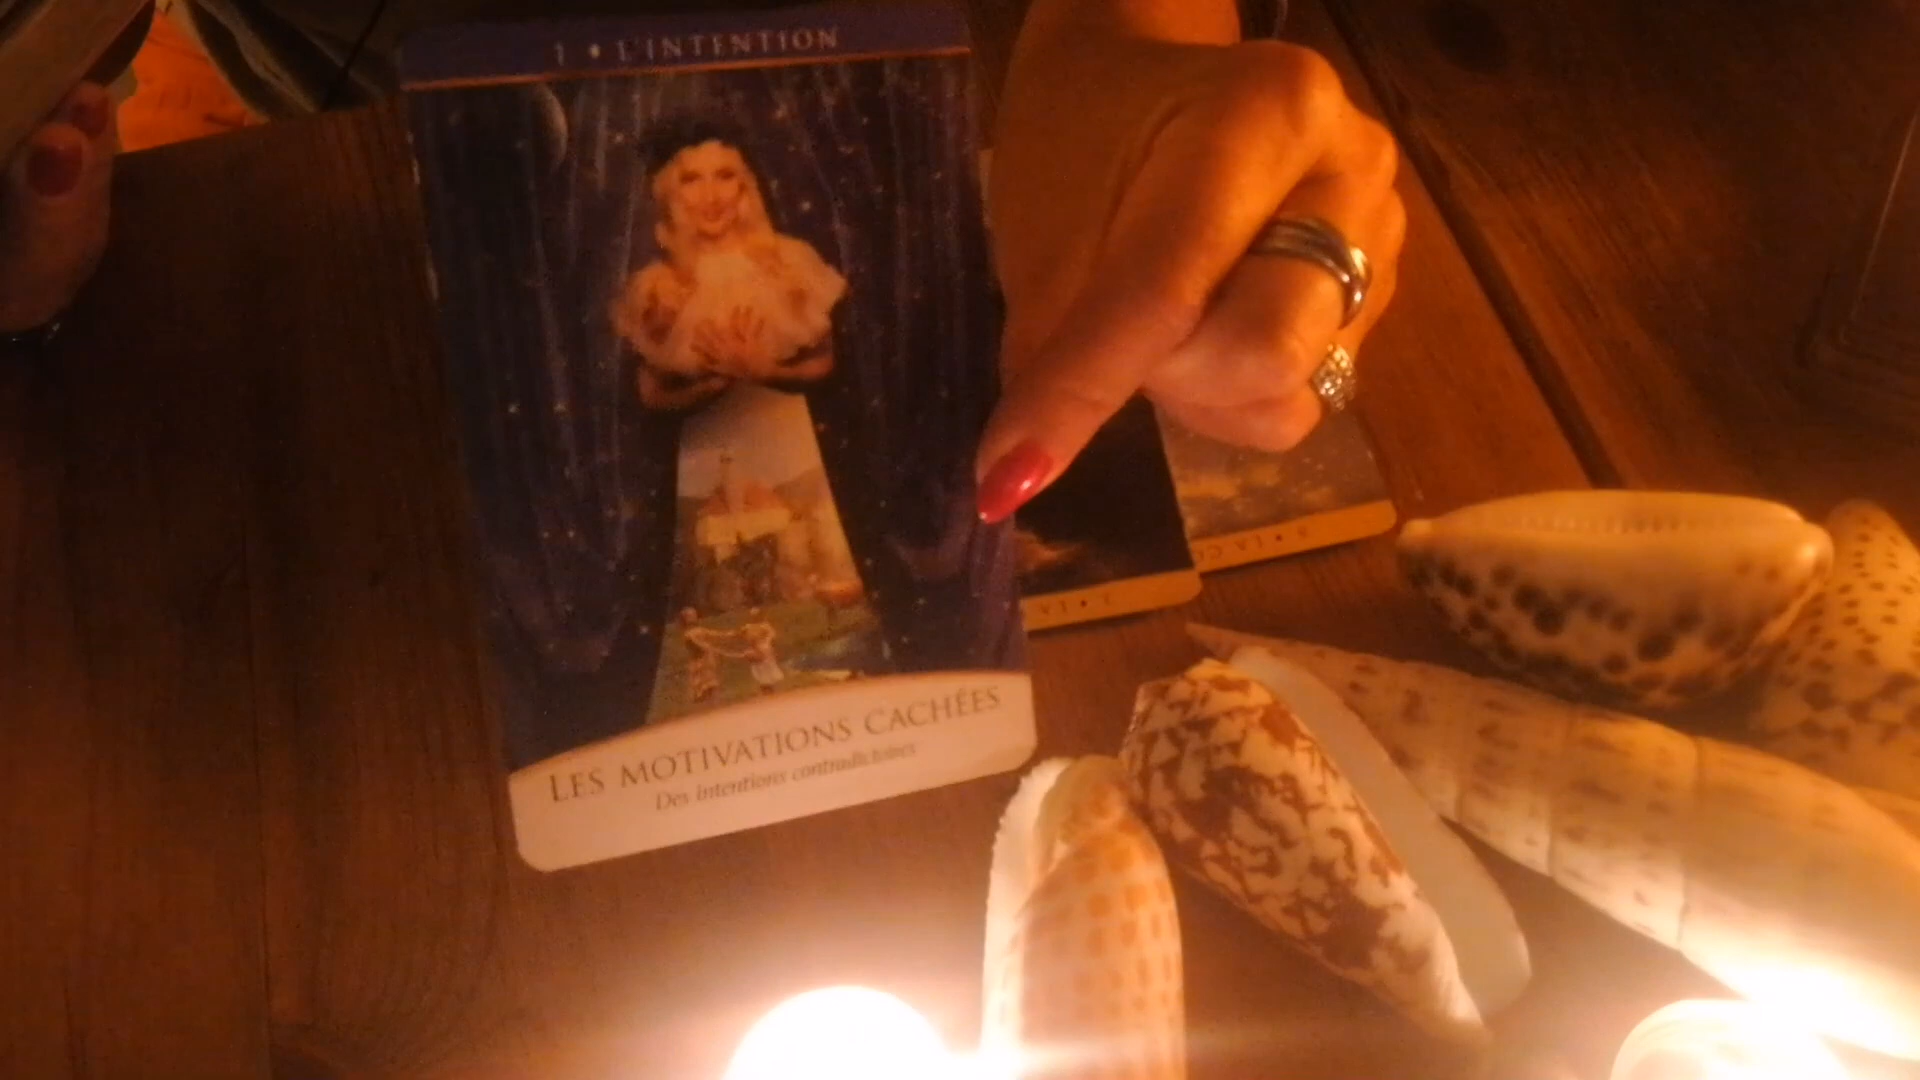 1 • L'INTENTION
LES MOTIVATIONS CACHÉES
Des intentions contradictoires